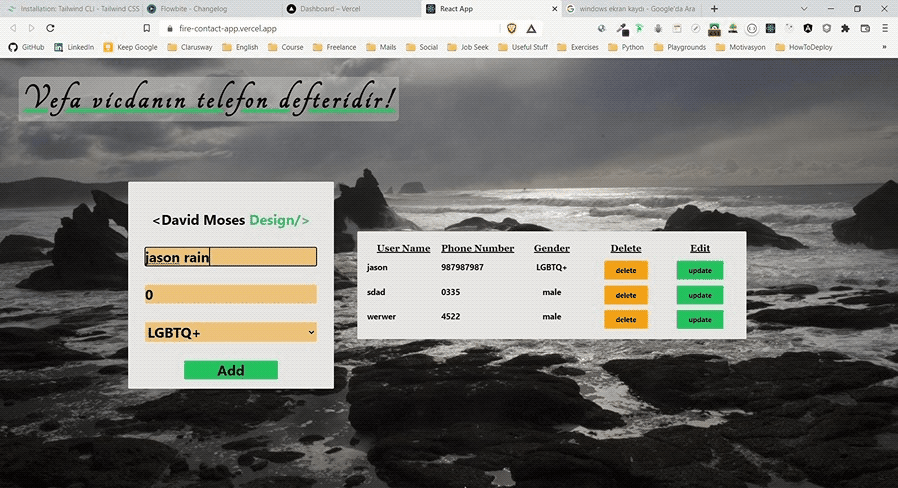 Installation: Tailwind CLI - Tailwind CSS
Flowbite - Changelog
Dashboard – Vercel
React App
windows ekran kaydı - Google'da Ara
fire-contact-app.vercel.app
GitHub
LinkedIn
Keep Google
Clarusway
English
Course
Freelance
Mails
Social
Job Seek
Useful Stuff
Exercises
Python
Playgrounds
Motivasyon
HowToDeploy
Vefa vicdanın telefon defteridir!
<David Moses Design/>
jason rain
0
LGBTQ+
Add
User Name Phone Number Gender Delete Edit
jason 987987987 LGBTQ+ delete update
sdad 0335 male delete update
werwer 4522 male delete update